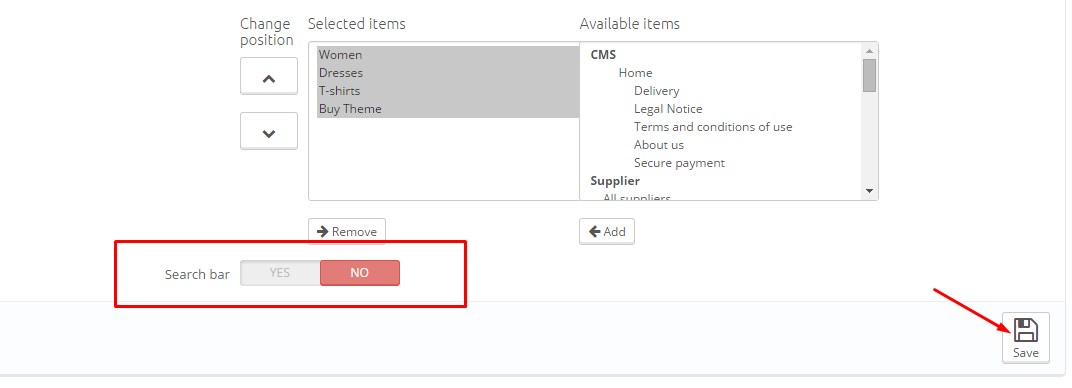 Change position
Selected items
Available items
Women
Dresses
T-shirts
Buy Theme
CMS
Home
Delivery
Legal Notice
Terms and conditions of use
About us
Secure payment
Supplier
All suppliers
Remove
Add
Search bar
YES
NO
Save